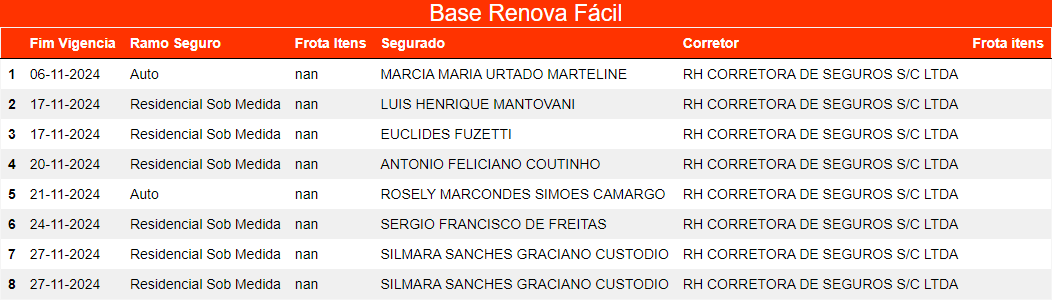 Base Renova Fácil
Fim Vigencia Ramo Seguro Frota Itens Segurado Corretor Frota itens
1 06-11-2024 Auto nan MARCIA MARIA URTADO MARTELINE RH CORRETORA DE SEGUROS S/C LTDA
2 17-11-2024 Residencial Sob Medida nan LUIS HENRIQUE MANTOVANI RH CORRETORA DE SEGUROS S/C LTDA
3 17-11-2024 Residencial Sob Medida nan EUCLIDES FUZETTI RH CORRETORA DE SEGUROS S/C LTDA
4 20-11-2024 Residencial Sob Medida nan ANTONIO FELICIANO COUTINHO RH CORRETORA DE SEGUROS S/C LTDA
5 21-11-2024 Auto nan ROSELY MARCONDES SIMOES CAMARGO RH CORRETORA DE SEGUROS S/C LTDA
6 24-11-2024 Residencial Sob Medida nan SERGIO FRANCISCO DE FREITAS RH CORRETORA DE SEGUROS S/C LTDA
7 27-11-2024 Residencial Sob Medida nan SILMARA SANCHES GRACIANO CUSTODIO RH CORRETORA DE SEGUROS S/C LTDA
8 27-11-2024 Residencial Sob Medida nan SILMARA SANCHES GRACIANO CUSTODIO RH CORRETORA DE SEGUROS S/C LTDA